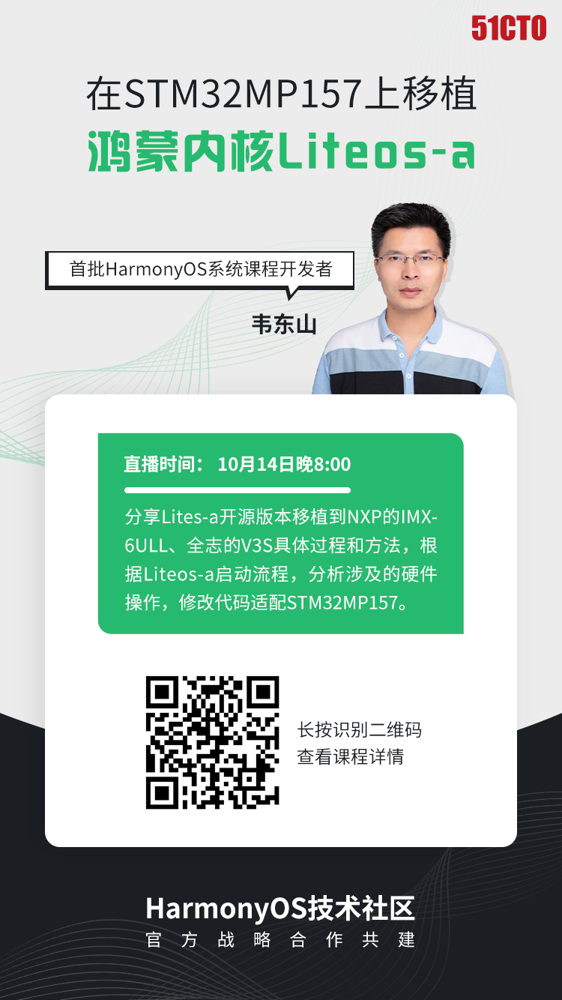 51CTO
在STM32MP157上移植
鸿蒙内核Liteos-a
首批HarmonyOS系统课程开发者
韦东山
直播时间： 10月14日晚8:00
分享Lites-a开源版本移植到NXP的IMX-
6ULL、全志的V3S具体过程和方法，根
据Liteos-a启动流程，分析涉及的硬件
操作，修改代码适配STM32MP157。
长按识别二维码
查看课程详情
HarmonyOS技术社区
官方战略合作共建